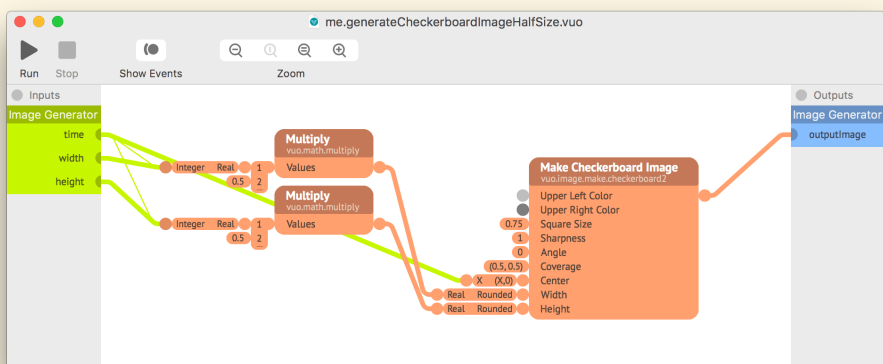 me.generateCheckerboardImageHalfSize.vuo
Run
Stop
Show Events
Zoom
Inputs
Image Generator
time
width
height
Multiply
vuo.math.multiply
Integer Real 1 Values
0.5 2
Multiply
vuo.math.multiply
Integer Real 1 Values
0.5 2
Make Checkerboard Image
vuo.image.make.checkerboard2
Upper Left Color
Upper Right Color
0.75 Square Size
1 Sharpness
0 Angle
(0.5, 0.5) Coverage
X (X,0) Center
Real Rounded Width
Real Rounded Height
Outputs
Image Generator
outputImage